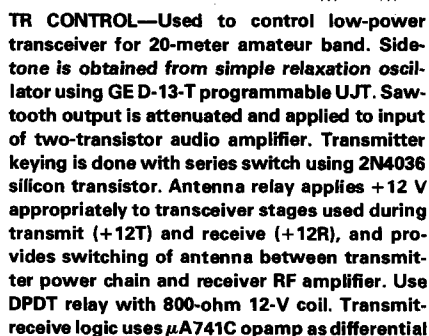 TR CONTROL—Used to control low-power
transceiver for 20-meter amateur band. Side-
tone is obtained from simple relaxation oscil-
lator using GE D-13-T programmable UJT. Saw-
tooth output is attenuated and applied to input
of two-transistor audio amplifier. Transmitter
keying is done with series switch using 2N4036
silicon transistor. Antenna relay applies +12 V
appropriately to transceiver stages used during
transmit (+12T) and receive (+12R), and pro-
vides switching of antenna between transmit-
ter power chain and receiver RF amplifier. Use
DPDT relay with 800-ohm 12-V coil. Transmit-
receive logic uses μA741C opamp as differential